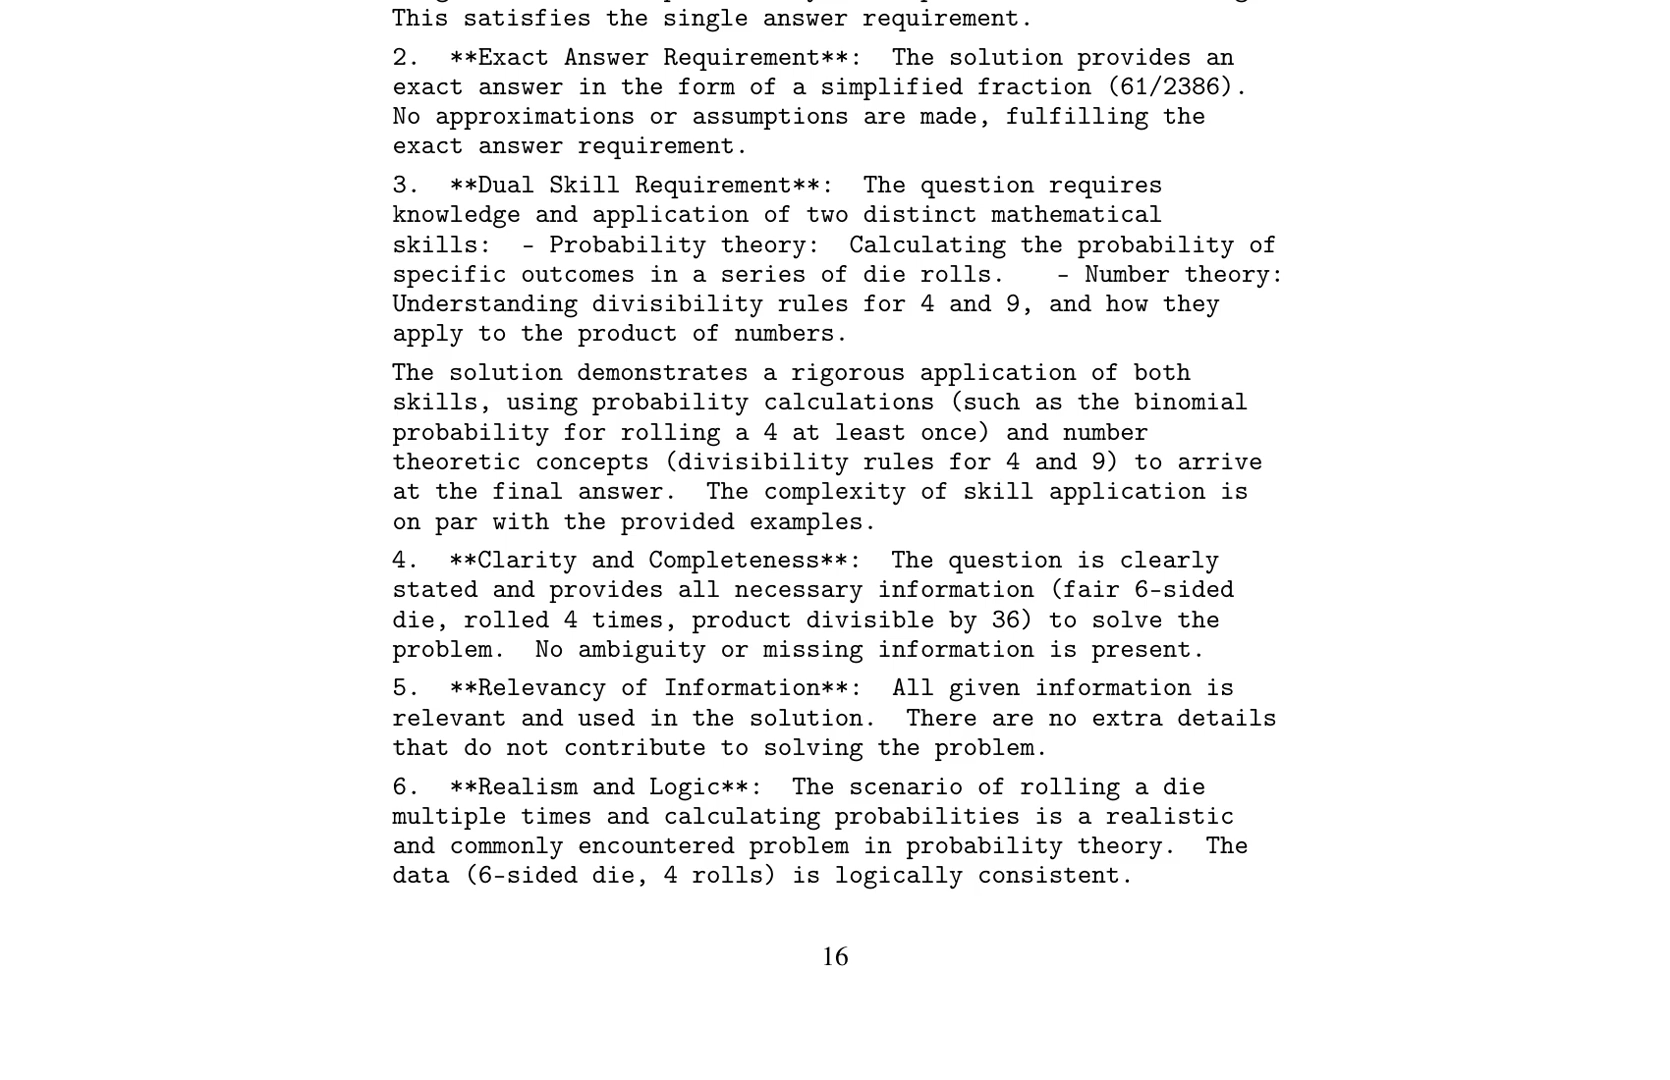 This satisfies the single answer requirement.
2. **Exact Answer Requirement**: The solution provides an
exact answer in the form of a simplified fraction (61/2386).
No approximations or assumptions are made, fulfilling the
exact answer requirement.
3. **Dual Skill Requirement**: The question requires
knowledge and application of two distinct mathematical
skills: - Probability theory: Calculating the probability of
specific outcomes in a series of die rolls. - Number theory:
Understanding divisibility rules for 4 and 9, and how they
apply to the product of numbers.
The solution demonstrates a rigorous application of both
skills, using probability calculations (such as the binomial
probability for rolling a 4 at least once) and number
theoretic concepts (divisibility rules for 4 and 9) to arrive
at the final answer. The complexity of skill application is
on par with the provided examples.
4. **Clarity and Completeness**: The question is clearly
stated and provides all necessary information (fair 6-sided
die, rolled 4 times, product divisible by 36) to solve the
problem. No ambiguity or missing information is present.
5. **Relevancy of Information**: All given information is
relevant and used in the solution. There are no extra details
that do not contribute to solving the problem.
6. **Realism and Logic**: The scenario of rolling a die
multiple times and calculating probabilities is a realistic
and commonly encountered problem in probability theory. The
data (6-sided die, 4 rolls) is logically consistent.
16